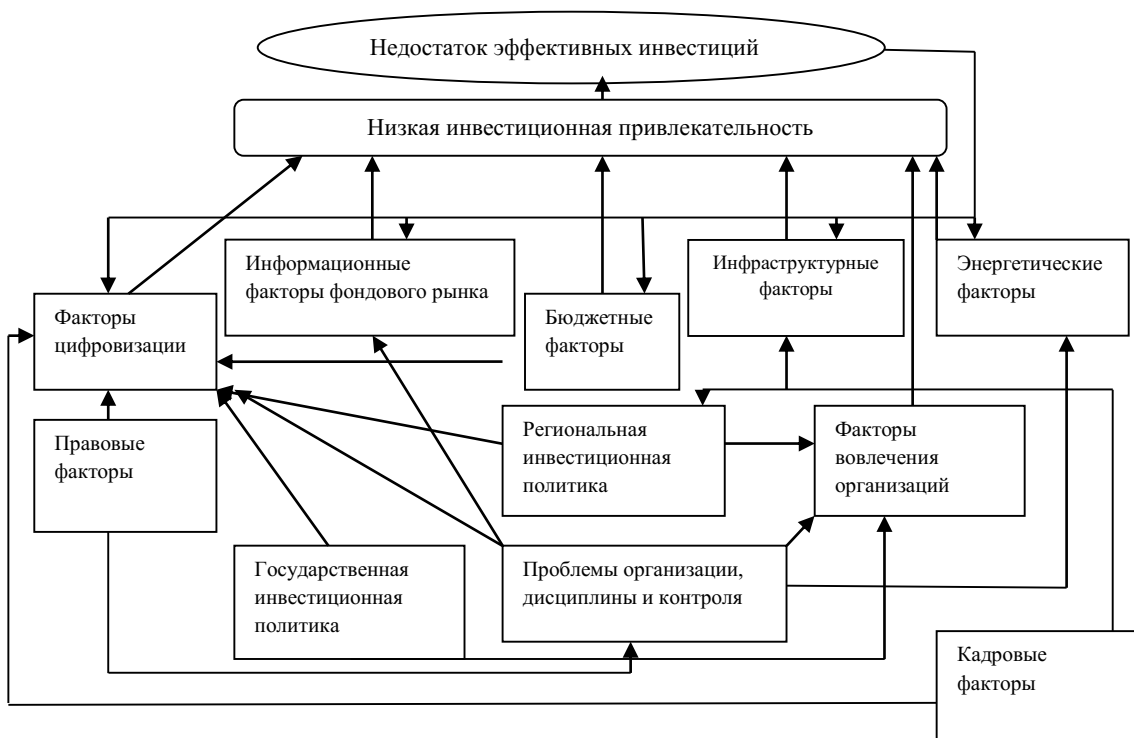 Недостаток эффективных инвестиций
Низкая инвестиционная привлекательность
Информационные
факторы фондового рынка
Инфраструктурные
факторы
Энергетические
факторы
Факторы
цифровизации
Бюджетные
факторы
Правовые
факторы
Региональная
инвестиционная
политика
Факторы
вовлечения
организаций
Государственная
инвестиционная
политика
Проблемы организации,
дисциплины и контроля
Кадровые
факторы